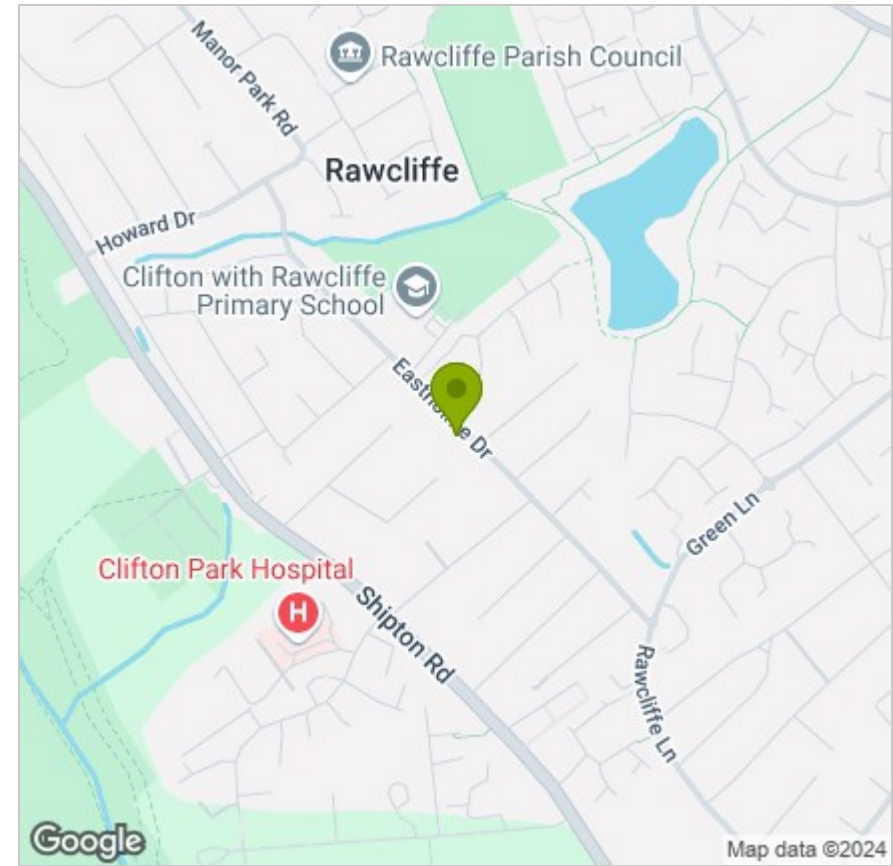 Manor Park Rd
Rawcliffe Parish Council
Rawcliffe
Howard Dr
Clifton with Rawcliffe
Primary School
Dr
Green Ln
Clifton Park Hospital
H
Shipton Rd
Rawcliffe Ln
Google
Map data ©2024